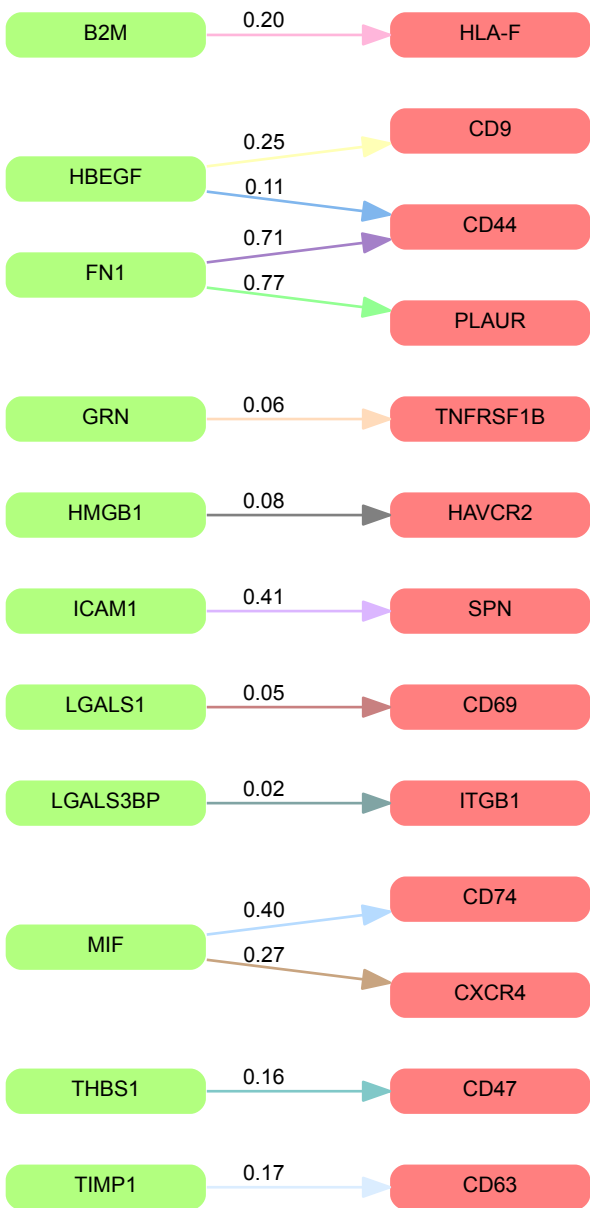 B2M 0.20 HLA-F
CD9
0.25
HBEGF
0.11
CD44
0.71
FN1
0.77
PLAUR
GRN 0.06 TNFRSF1B
HMGB1 0.08 HAVCR2
ICAM1 0.41 SPN
LGALS1 0.05 CD69
LGALS3BP 0.02 ITGB1
CD74
0.40
MIF
0.27
CXCR4
THBS1 0.16 CD47
TIMP1 0.17 CD63